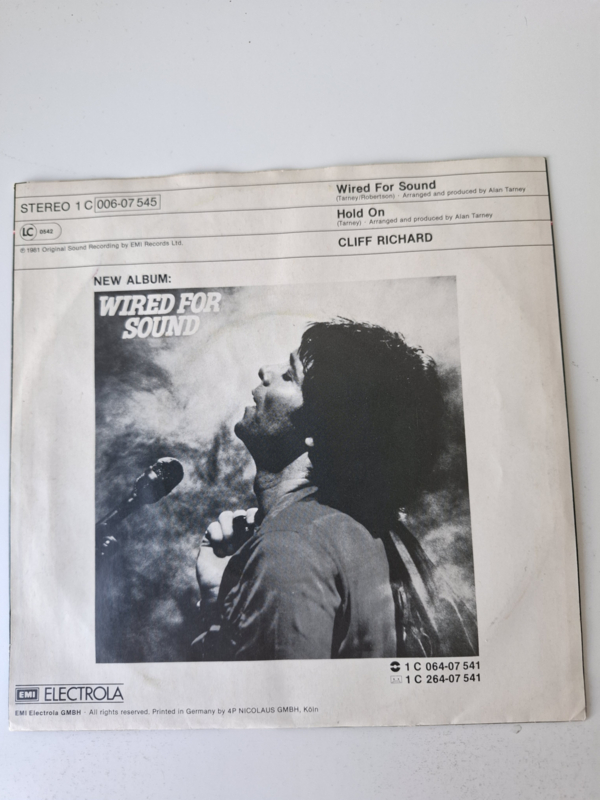 STEREO 1 C 006-07 545
LC 0542
℗ 1981 Original Sound Recording by EMI Records Ltd.
Wired For Sound
(Tarney/Robertson) · Arranged and produced by Alan Tarney
Hold On
(Tarney) · Arranged and produced by Alan Tarney
CLIFF RICHARD
NEW ALBUM:
WIRED FOR
SOUND
1 C 064-07 541
1 C 264-07 541
EMI ELECTROLA
EMI Electrola GMBH · All rights reserved. Printed in Germany by 4P NICOLAUS GMBH, Köln